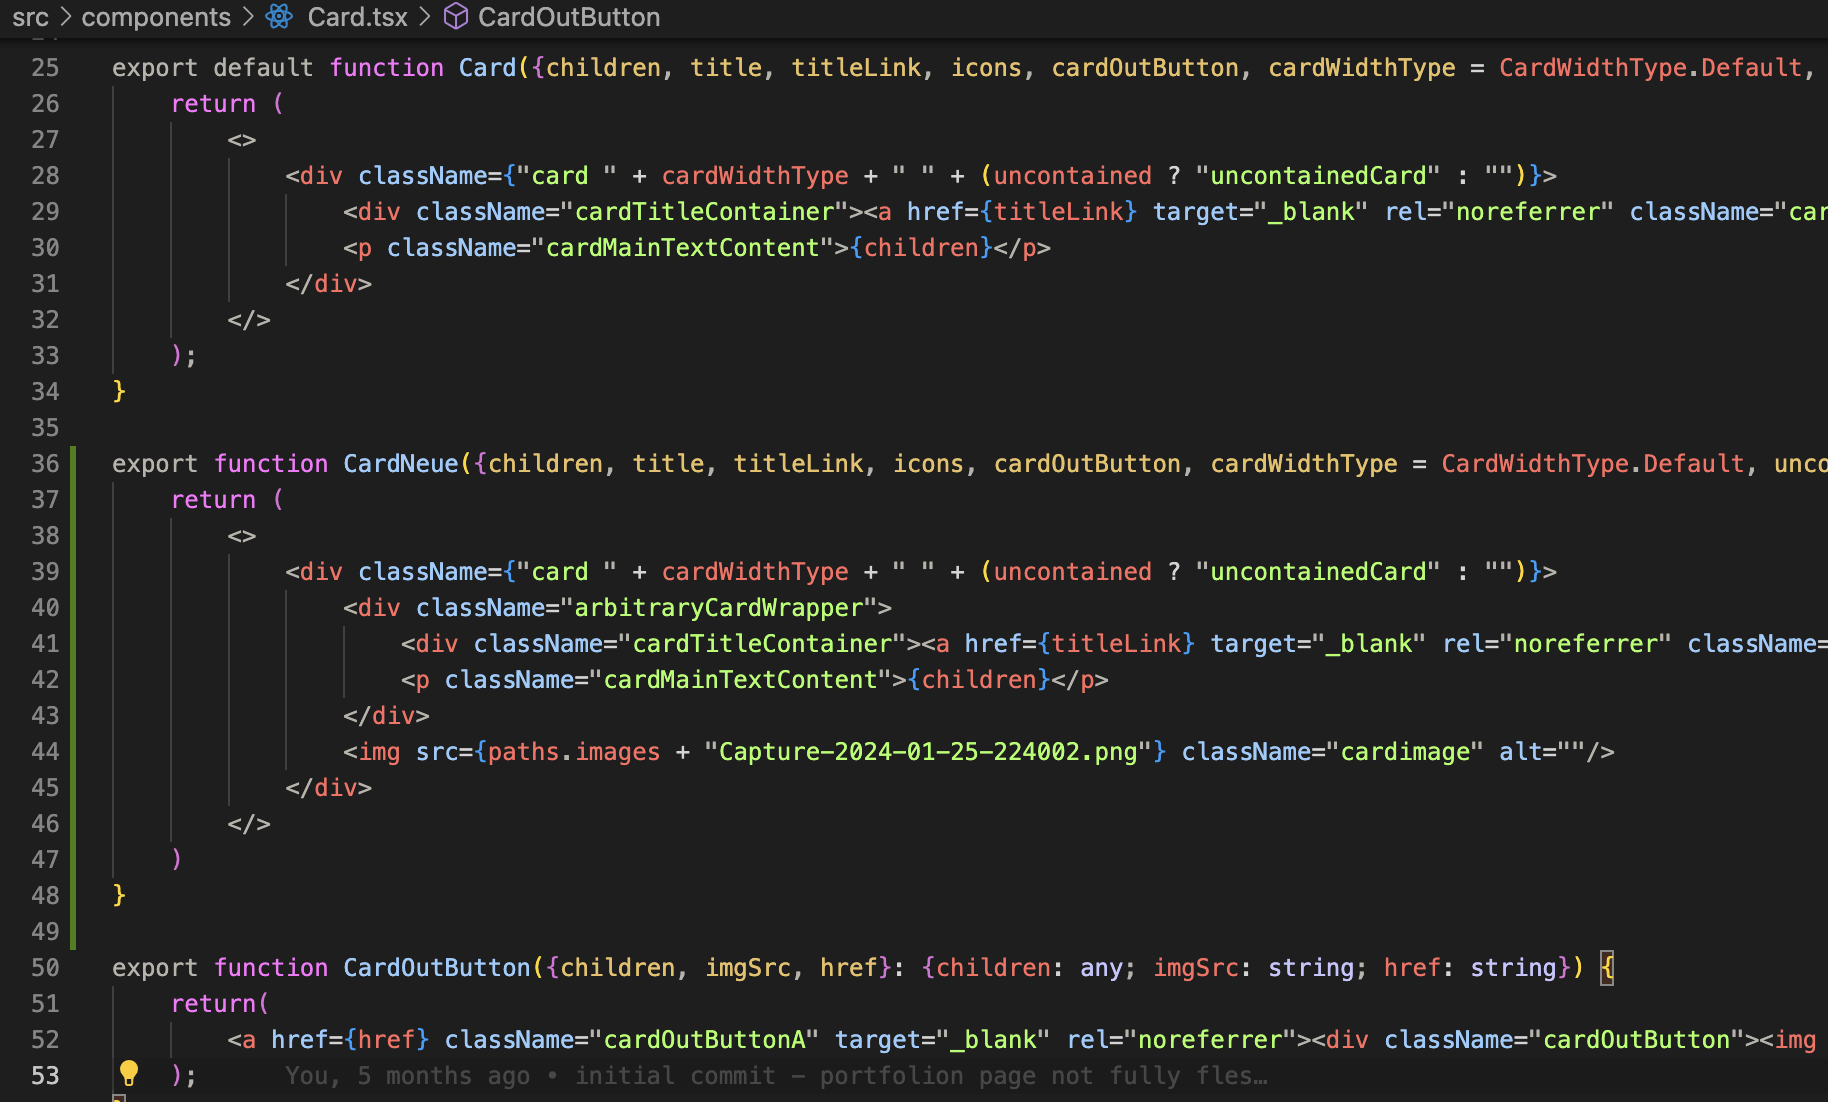 src > components > Card.tsx > CardOutButton
25 export default function Card({children, title, titleLink, icons, cardOutButton, cardWidthType = CardWidthType.Default,
26 return (
27 <>
28 <div className={"card " + cardWidthType + " " + (uncontained ? "uncontainedCard" : "")}>
29 <div className="cardTitleContainer"><a href={titleLink} target="_blank" rel="noreferrer" className="car
30 <p className="cardMainTextContent">{children}</p>
31 </div>
32 </>
33 );
34 }
35
36 export function CardNeue({children, title, titleLink, icons, cardOutButton, cardWidthType = CardWidthType.Default, unco
37 return (
38 <>
39 <div className={"card " + cardWidthType + " " + (uncontained ? "uncontainedCard" : "")}>
40 <div className="arbitraryCardWrapper">
41 <div className="cardTitleContainer"><a href={titleLink} target="_blank" rel="noreferrer" className=
42 <p className="cardMainTextContent">{children}</p>
43 </div>
44 <img src={paths.images + "Capture-2024-01-25-224002.png"} className="cardimage" alt=""/>
45 </div>
46 </>
47 )
48 }
49
50 export function CardOutButton({children, imgSrc, href}: {children: any; imgSrc: string; href: string}) {
51 return(
52 <a href={href} className="cardOutButtonA" target="_blank" rel="noreferrer"><div className="cardOutButton"><img
53 ); You, 5 months ago • initial commit – portfolion page not fully fles…